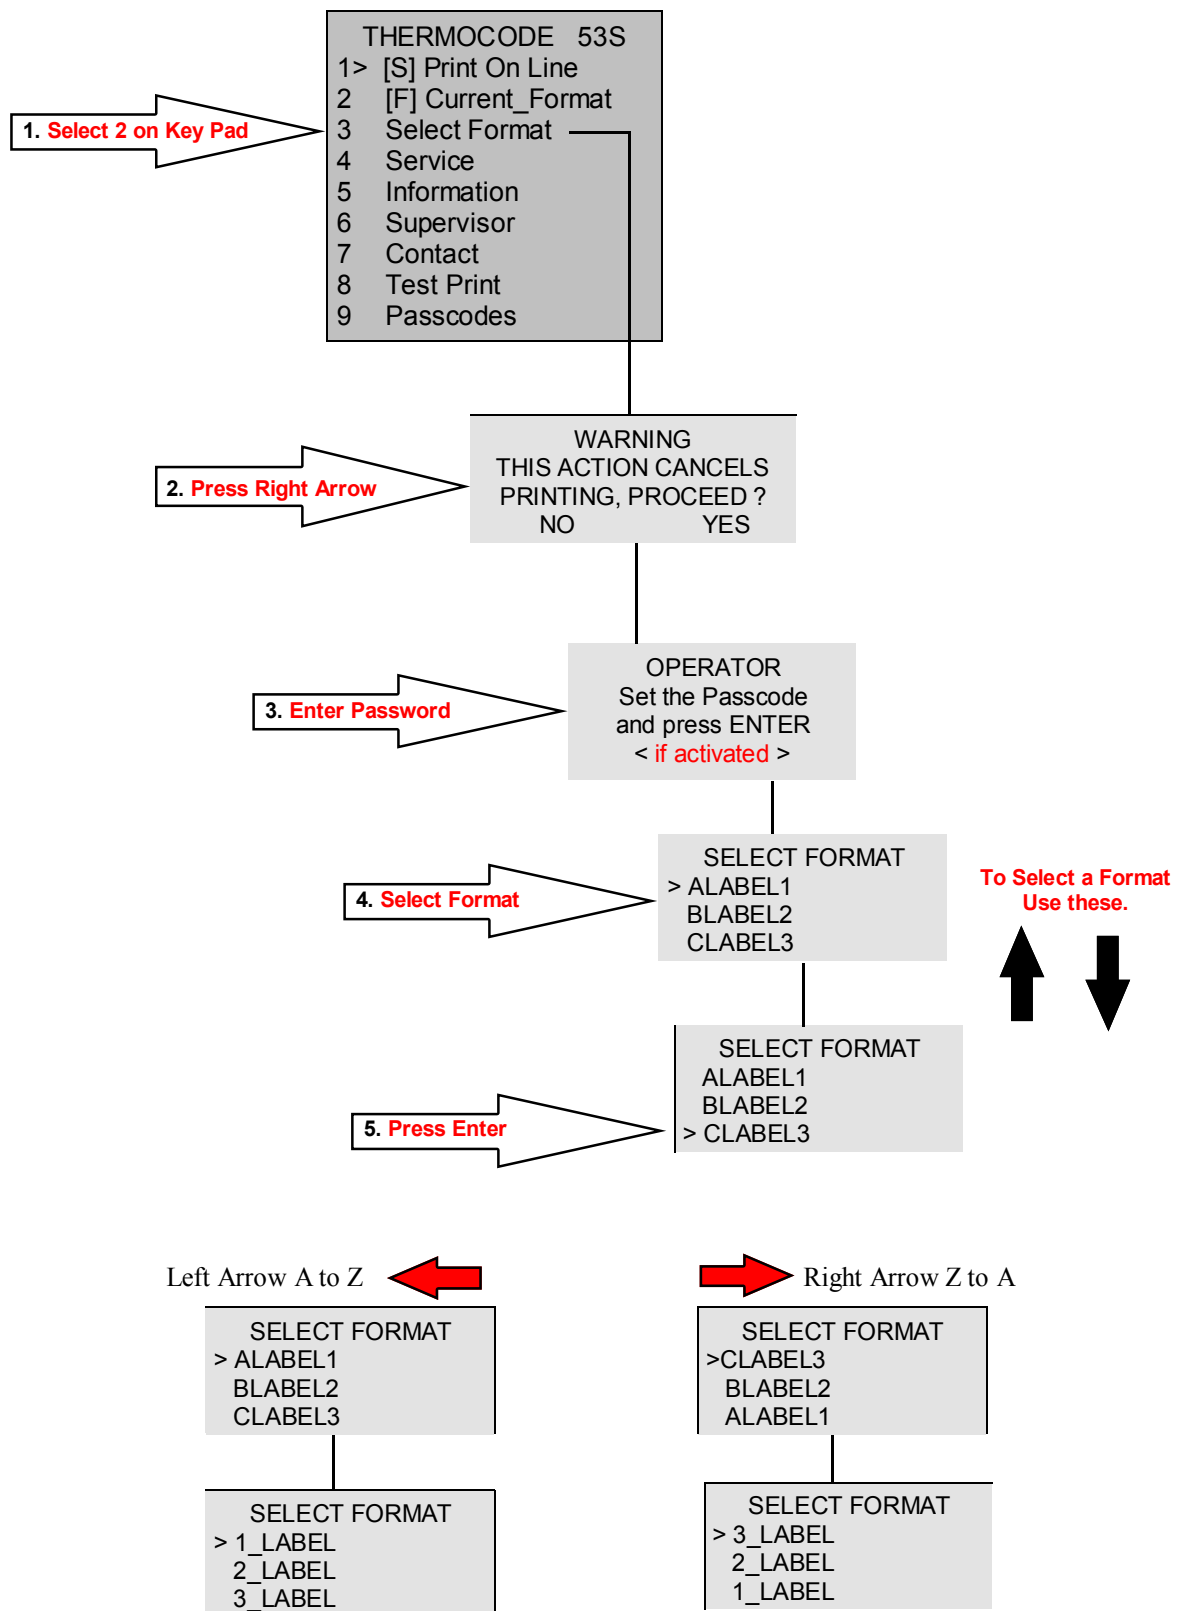 THERMOCODE 53S
1> [S] Print On Line
2 [F] Current_Format
3 Select Format
4 Service
5 Information
6 Supervisor
7 Contact
8 Test Print
9 Passcodes
1. Select 2 on Key Pad
WARNING
THIS ACTION CANCELS
PRINTING, PROCEED ?
NO YES
2. Press Right Arrow
OPERATOR
Set the Passcode
and press ENTER
< if activated >
3. Enter Password
SELECT FORMAT
> ALABEL1
BLABEL2
CLABEL3
4. Select Format
To Select a Format
Use these.
SELECT FORMAT
ALABEL1
BLABEL2
> CLABEL3
5. Press Enter
Left Arrow A to Z
Right Arrow Z to A
SELECT FORMAT
> ALABEL1
BLABEL2
CLABEL3
SELECT FORMAT
>CLABEL3
BLABEL2
ALABEL1
SELECT FORMAT
> 1_LABEL
2_LABEL
3_LABEL
SELECT FORMAT
> 3_LABEL
2_LABEL
1_LABEL